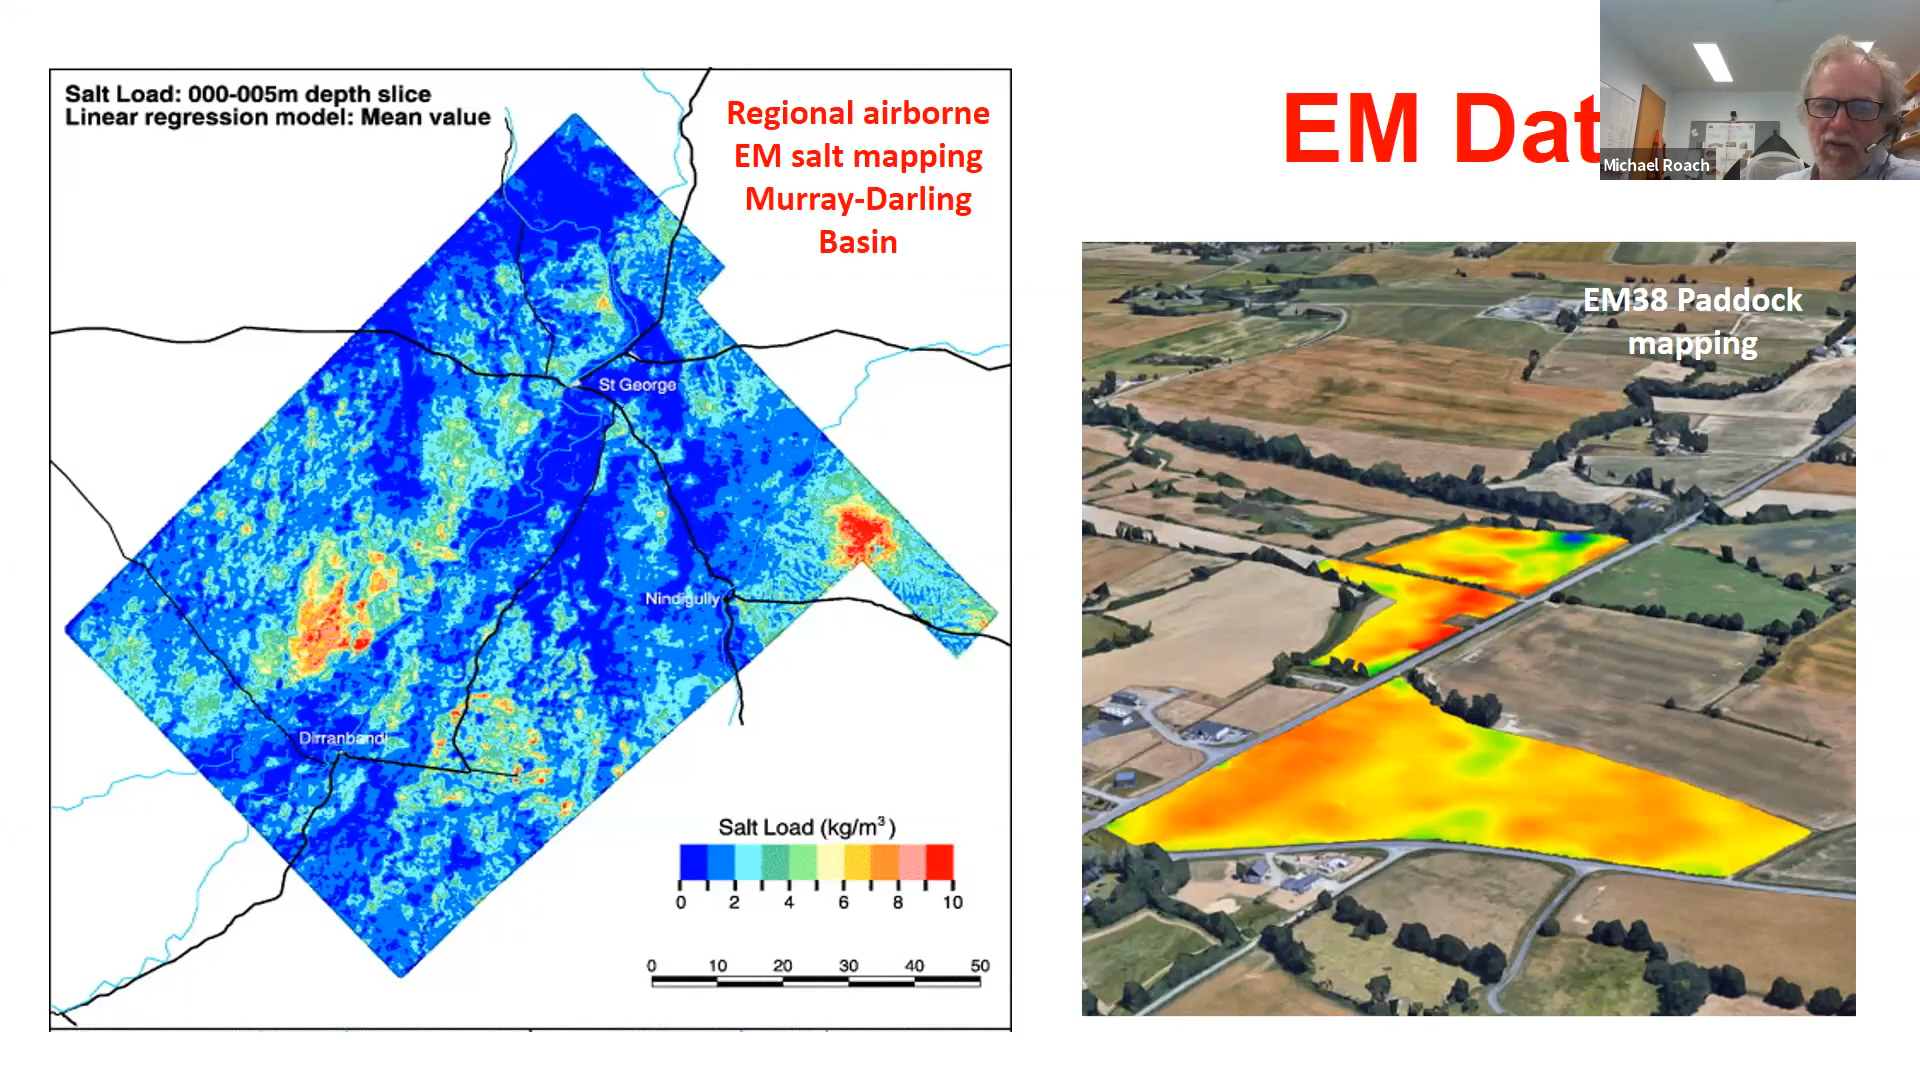 Salt Load: 000-005m depth slice
Linear regression model: Mean value
Regional airborne
EM salt mapping
Murray-Darling
Basin
St George
Nindigully
Dirranbandi
Salt Load (kg/m³)
0 2 4 6 8 10
0 10 20 30 40 50
EM Dat
Michael Roach
EM38 Paddock
mapping